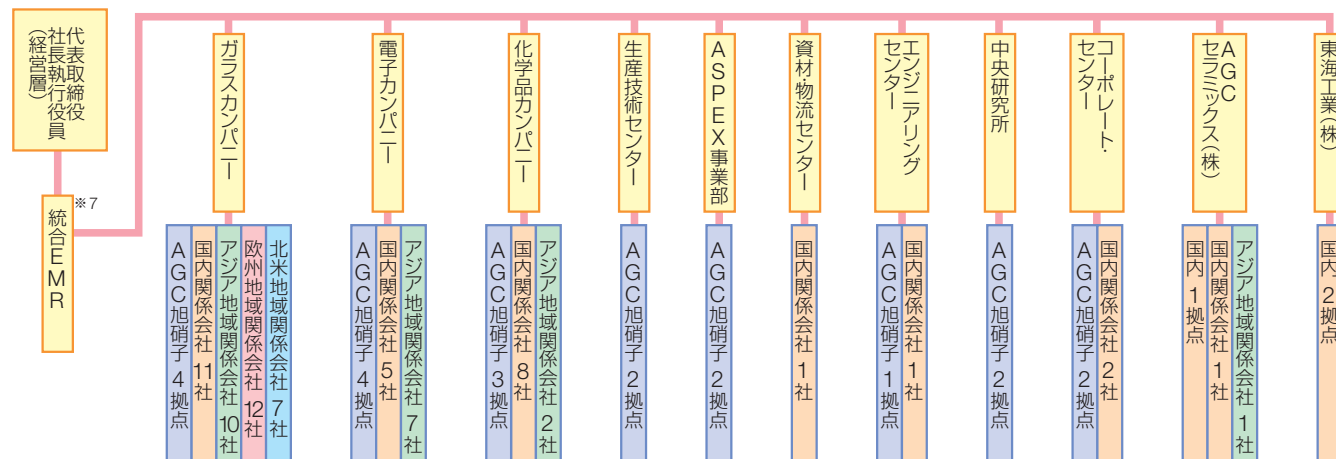 代表取締役
社長執行役員
（経営層）
※7
統合EMR
ガラスカンパニー
AGC旭硝子 4拠点
国内関係会社 11社
アジア地域関係会社 10社
欧州地域関係会社 12社
北米地域関係会社 7社
電子カンパニー
AGC旭硝子 4拠点
国内関係会社 5社
アジア地域関係会社 7社
化学品カンパニー
AGC旭硝子 3拠点
国内関係会社 8社
アジア地域関係会社 2社
生産技術センター
AGC旭硝子 2拠点
ASPEX事業部
AGC旭硝子 2拠点
資材・物流センター
国内関係会社 1社
エンジニアリング
センター
AGC旭硝子 1拠点
国内関係会社 1社
中央研究所
AGC旭硝子 2拠点
コーポレート・
センター
AGC旭硝子 2拠点
国内関係会社 2社
AGC
セラミックス（株）
国内 1拠点
国内関係会社 1社
アジア地域関係会社 1社
東海工業（株）
国内 2拠点